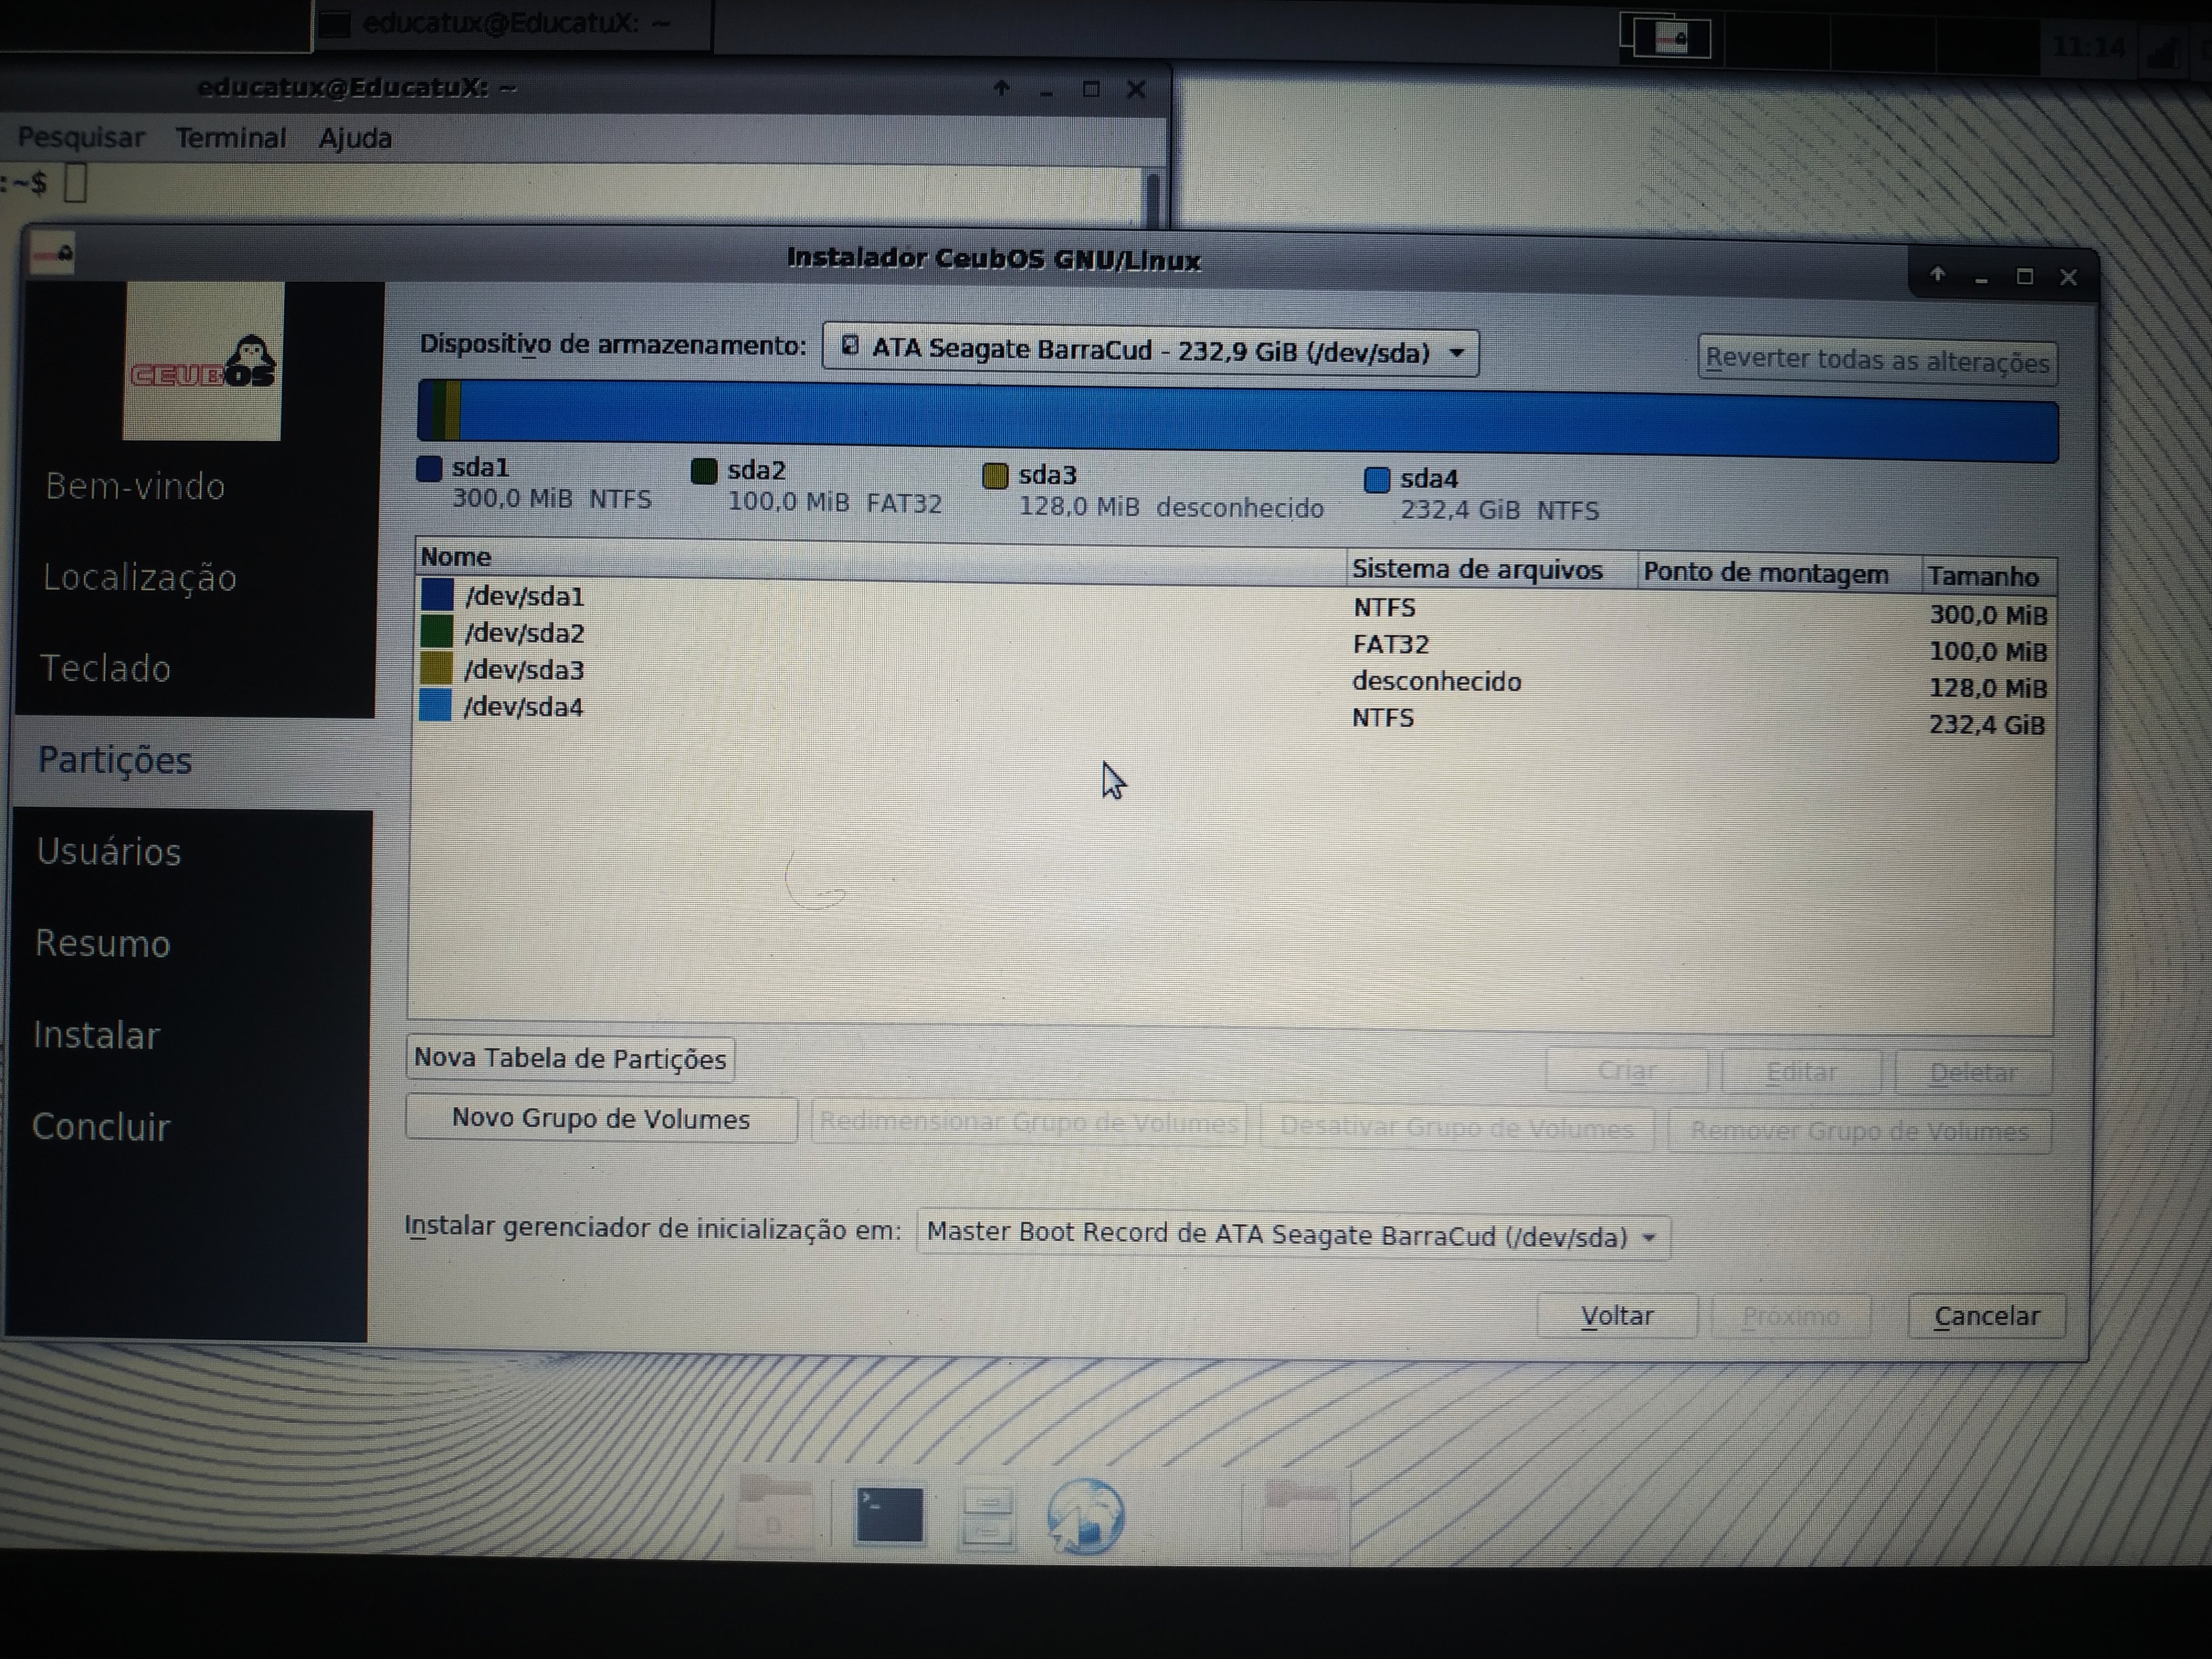 educatux@EducatuX: ~
11:14
educatux@EducatuX: ~
Pesquisar Terminal Ajuda
:~$
Instalador CeubOS GNU/Linux
CEUBOS
Dispositivo de armazenamento: ATA Seagate BarraCud - 232,9 GiB (/dev/sda) Reverter todas as alterações
sda1 sda2 sda3 sda4
300,0 MiB NTFS 100,0 MiB FAT32 128,0 MiB desconhecido 232,4 GiB NTFS
Nome Sistema de arquivos Ponto de montagem Tamanho
/dev/sda1 NTFS 300,0 MiB
/dev/sda2 FAT32 100,0 MiB
/dev/sda3 desconhecido 128,0 MiB
/dev/sda4 NTFS 232,4 GiB
Bem-vindo
Localização
Teclado
Partições
Usuários
Resumo
Instalar
Concluir
Nova Tabela de Partições Criar Editar Deletar
Novo Grupo de Volumes Redimensionar Grupo de Volumes Desativar Grupo de Volumes Remover Grupo de Volumes
Instalar gerenciador de inicialização em: Master Boot Record de ATA Seagate BarraCud (/dev/sda)
Voltar Próximo Cancelar